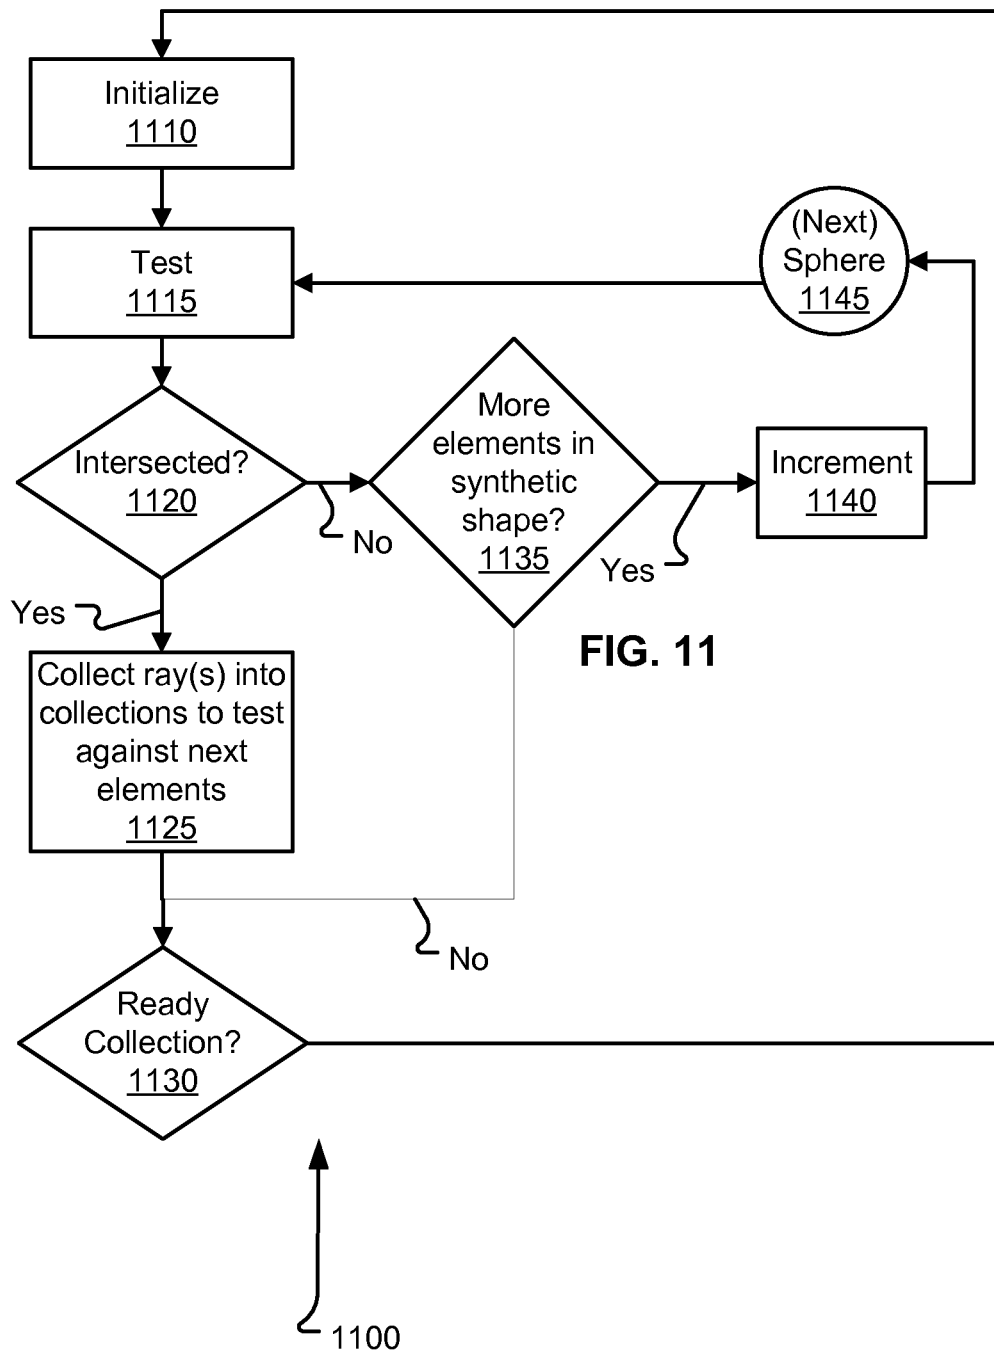 Initialize
1110
Test
1115
(Next)
Sphere
1145
Intersected?
1120
No
More
elements in
synthetic
shape?
1135
Yes
Increment
1140
Yes
FIG. 11
Collect ray(s) into
collections to test
against next
elements
1125
No
Ready
Collection?
1130
1100